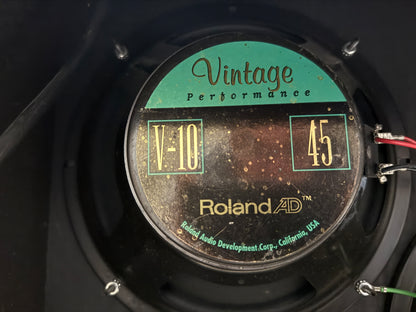 Vintage
Performance
V-10
45
Roland AD™
Roland Audio Development.Corp., California, USA